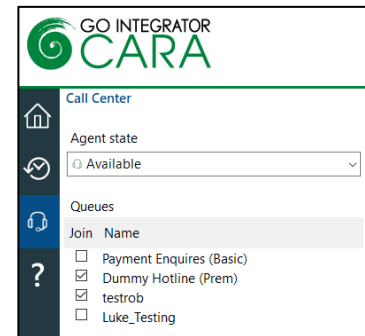 GO INTEGRATOR
CARA
Call Center
Agent state
Available
Queues
Join Name
Payment Enquires (Basic)
Dummy Hotline (Prem)
testrob
Luke_Testing
?